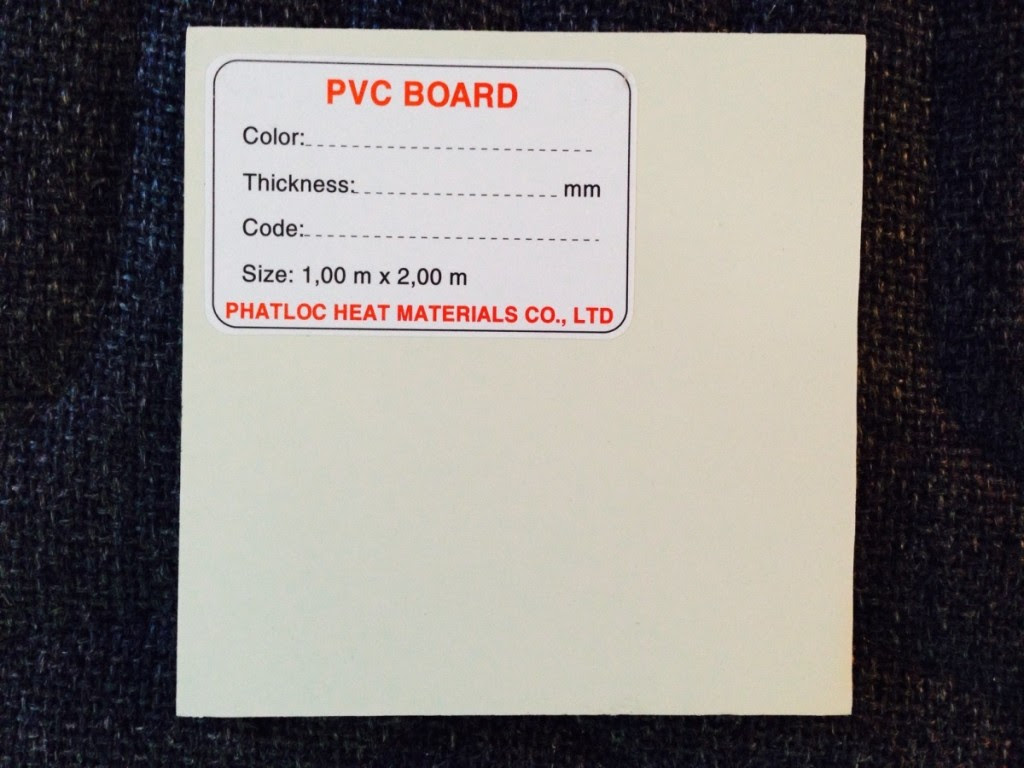 PVC BOARD
Color:
Thickness: mm
Code:
Size: 1,00 m x 2,00 m
PHATLOC HEAT MATERIALS CO., LTD